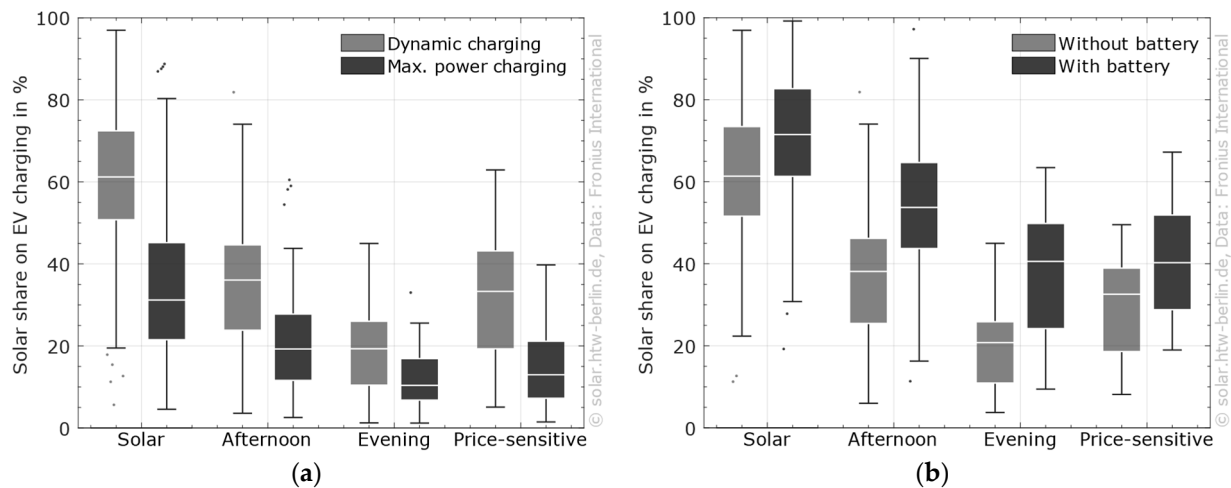 100
80
60
40
20
0
Solar share on EV charging in %
Dynamic charging
Max. power charging
Solar
Afternoon
Evening
Price-sensitive
© solar.htw-berlin.de, Data: Fronius International
(a)
100
80
60
40
20
0
Solar share on EV charging in %
Without battery
With battery
Solar
Afternoon
Evening
Price-sensitive
© solar.htw-berlin.de, Data: Fronius International
(b)